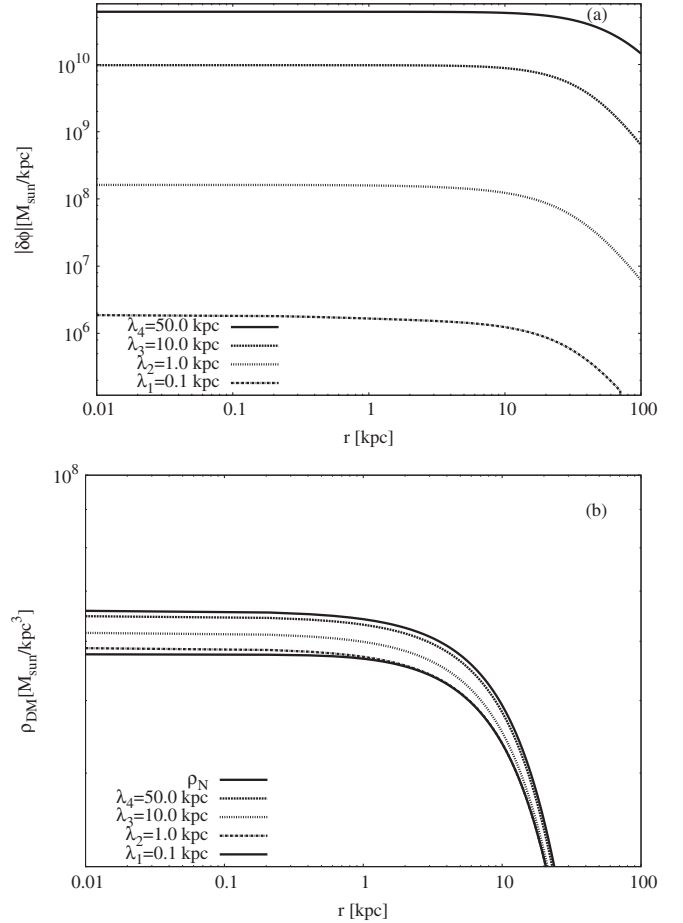 (a)
10^10
10^9
10^8
10^7
10^6
|δϕ|[M_sun/kpc]
λ_4=50.0 kpc
λ_3=10.0 kpc
λ_2=1.0 kpc
λ_1=0.1 kpc
0.01 0.1 1 10 100
r [kpc]
10^8
(b)
ρ_DM[M_sun/kpc^3]
ρ_N
λ_4=50.0 kpc
λ_3=10.0 kpc
λ_2=1.0 kpc
λ_1=0.1 kpc
0.01 0.1 1 10 100
r [kpc]